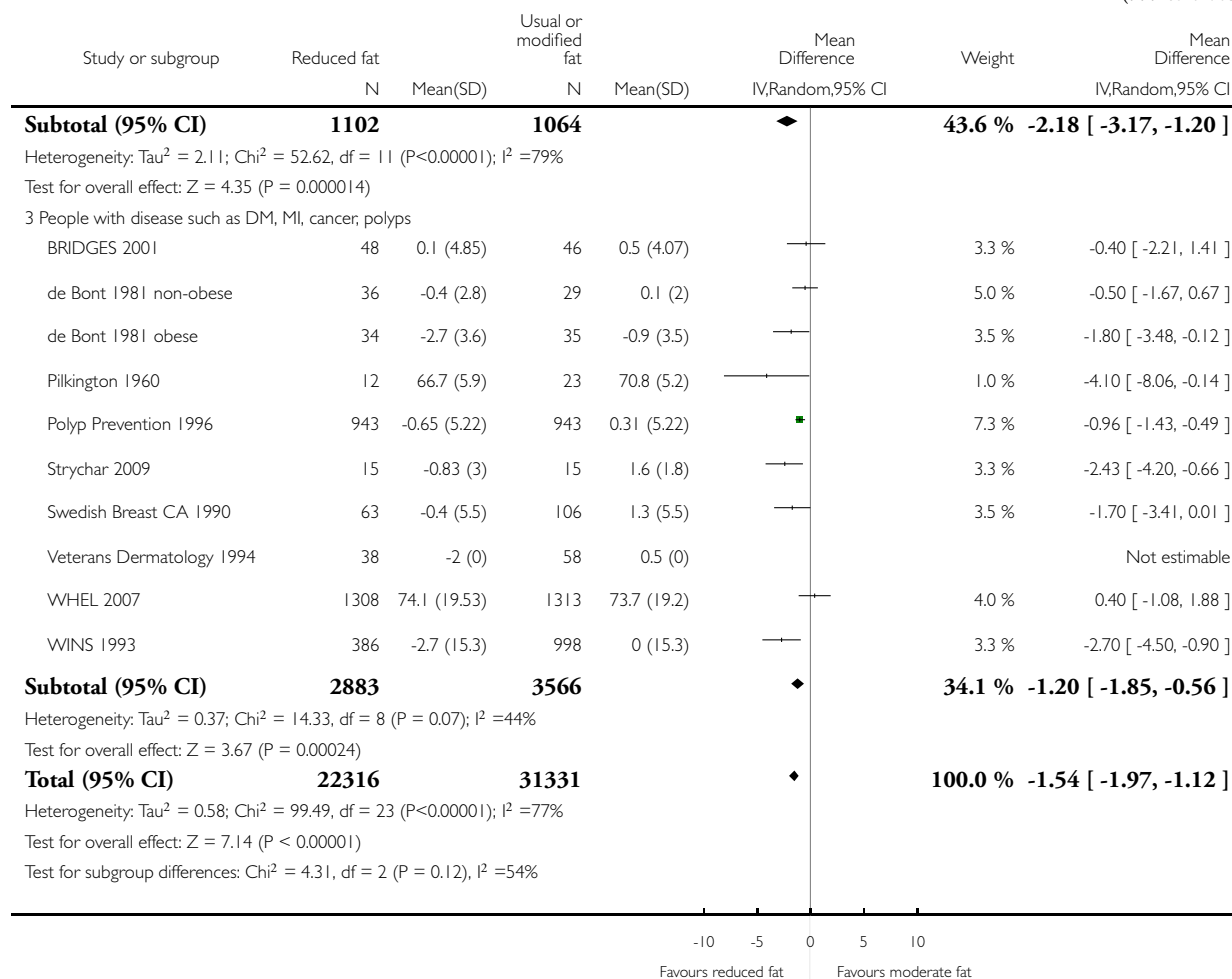 Study or subgroup Reduced fat Usual or modified fat Mean Difference Weight Mean Difference
N Mean(SD) N Mean(SD) IV,Random,95% CI IV,Random,95% CI
Subtotal (95% CI) 1102 1064 43.6 % -2.18 [ -3.17, -1.20 ]
Heterogeneity: Tau² = 2.11; Chi² = 52.62, df = 11 (P<0.00001); I² =79%
Test for overall effect: Z = 4.35 (P = 0.000014)
3 People with disease such as DM, MI, cancer, polyps
BRIDGES 2001 48 0.1 (4.85) 46 0.5 (4.07) 3.3 % -0.40 [ -2.21, 1.41 ]
de Bont 1981 non-obese 36 -0.4 (2.8) 29 0.1 (2) 5.0 % -0.50 [ -1.67, 0.67 ]
de Bont 1981 obese 34 -2.7 (3.6) 35 -0.9 (3.5) 3.5 % -1.80 [ -3.48, -0.12 ]
Pilkington 1960 12 66.7 (5.9) 23 70.8 (5.2) 1.0 % -4.10 [ -8.06, -0.14 ]
Polyp Prevention 1996 943 -0.65 (5.22) 943 0.31 (5.22) 7.3 % -0.96 [ -1.43, -0.49 ]
Strychar 2009 15 -0.83 (3) 15 1.6 (1.8) 3.3 % -2.43 [ -4.20, -0.66 ]
Swedish Breast CA 1990 63 -0.4 (5.5) 106 1.3 (5.5) 3.5 % -1.70 [ -3.41, 0.01 ]
Veterans Dermatology 1994 38 -2 (0) 58 0.5 (0) Not estimable
WHEL 2007 1308 74.1 (19.53) 1313 73.7 (19.2) 4.0 % 0.40 [ -1.08, 1.88 ]
WINS 1993 386 -2.7 (15.3) 998 0 (15.3) 3.3 % -2.70 [ -4.50, -0.90 ]
Subtotal (95% CI) 2883 3566 34.1 % -1.20 [ -1.85, -0.56 ]
Heterogeneity: Tau² = 0.37; Chi² = 14.33, df = 8 (P = 0.07); I² =44%
Test for overall effect: Z = 3.67 (P = 0.00024)
Total (95% CI) 22316 31331 100.0 % -1.54 [ -1.97, -1.12 ]
Heterogeneity: Tau² = 0.58; Chi² = 99.49, df = 23 (P<0.00001); I² =77%
Test for overall effect: Z = 7.14 (P < 0.00001)
Test for subgroup differences: Chi² = 4.31, df = 2 (P = 0.12), I² =54%
-10 -5 0 5 10
Favours reduced fat Favours moderate fat